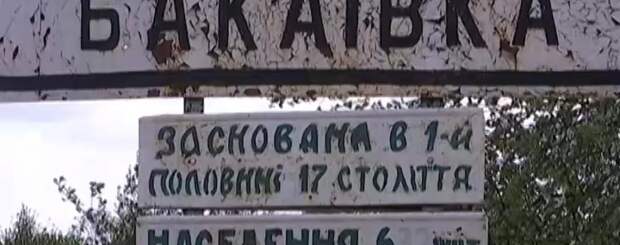 БАКАЇВКА
ЗАСНОВАНА В 1-Й
ПОЛОВИНІ 17 СТОЛІТТЯ
НАСЕЛЕННЯ